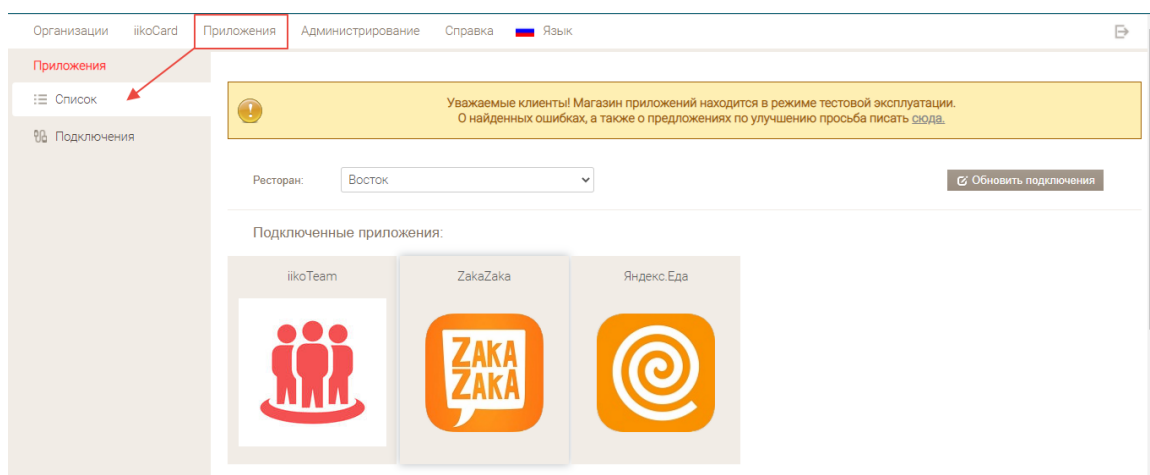 Организации iikoCard Приложения Администрирование Справка Язык
Приложения
Список
Подключения
Уважаемые клиенты! Магазин приложений находится в режиме тестовой эксплуатации.
О найденных ошибках, а также о предложениях по улучшению просьба писать сюда.
Ресторан: Восток Обновить подключения
Подключенные приложения:
iikoTeam ZakaZaka Яндекс.Еда
ZAKA
ZAKA